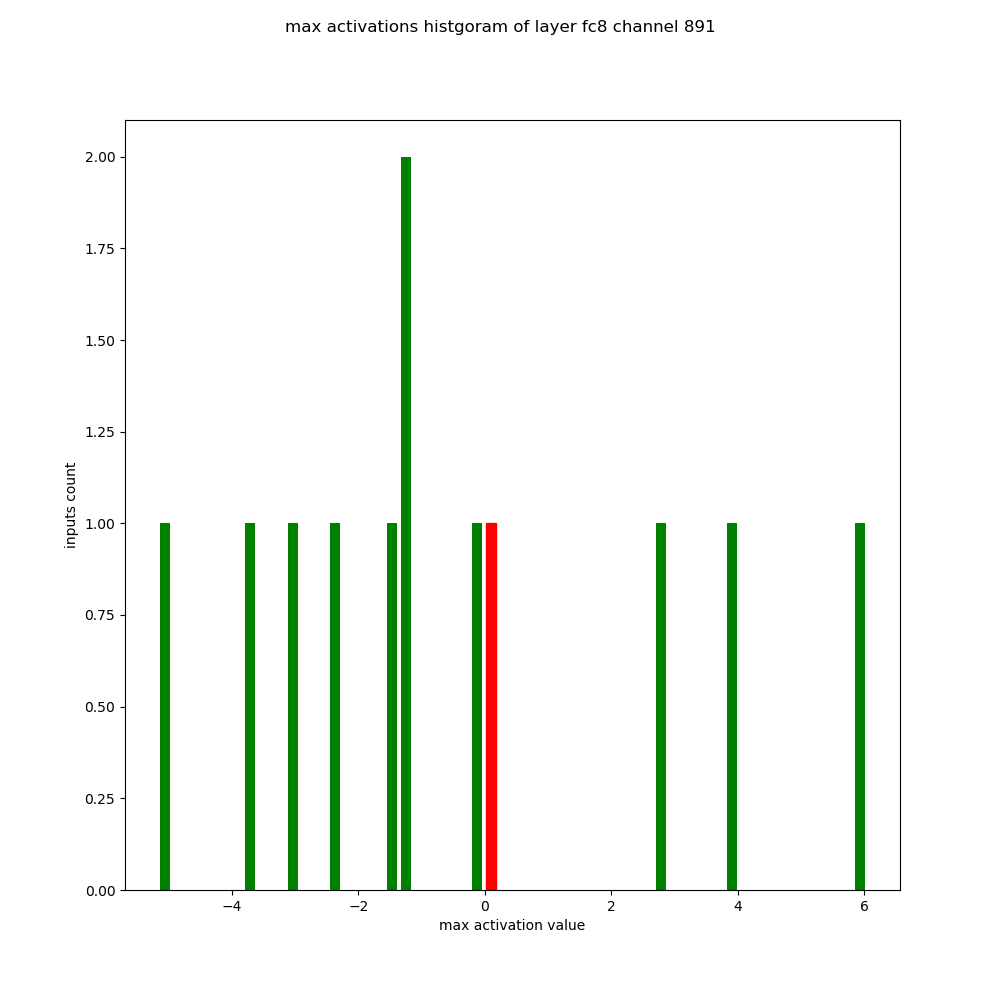 max activations histgoram of layer fc8 channel 891
2.00
1.75
1.50
1.25
1.00
0.75
0.50
0.25
0.00
inputs count
−4 −2 0 2 4 6
max activation value